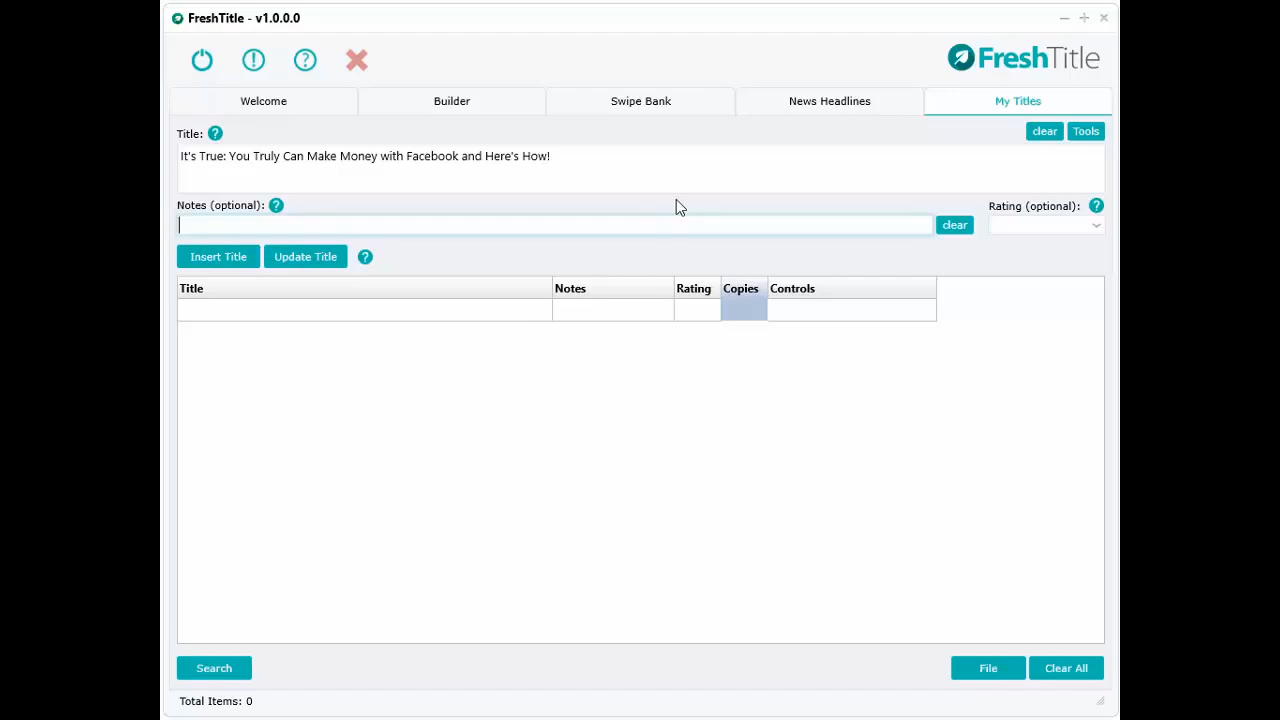 FreshTitle - v1.0.0.0
FreshTitle
Welcome Builder Swipe Bank News Headlines My Titles
Title: ? clear Tools
It's True: You Truly Can Make Money with Facebook and Here's How!
Notes (optional): ? Rating (optional): ?
clear
Insert Title Update Title ?
Title Notes Rating Copies Controls
Search File Clear All
Total Items: 0